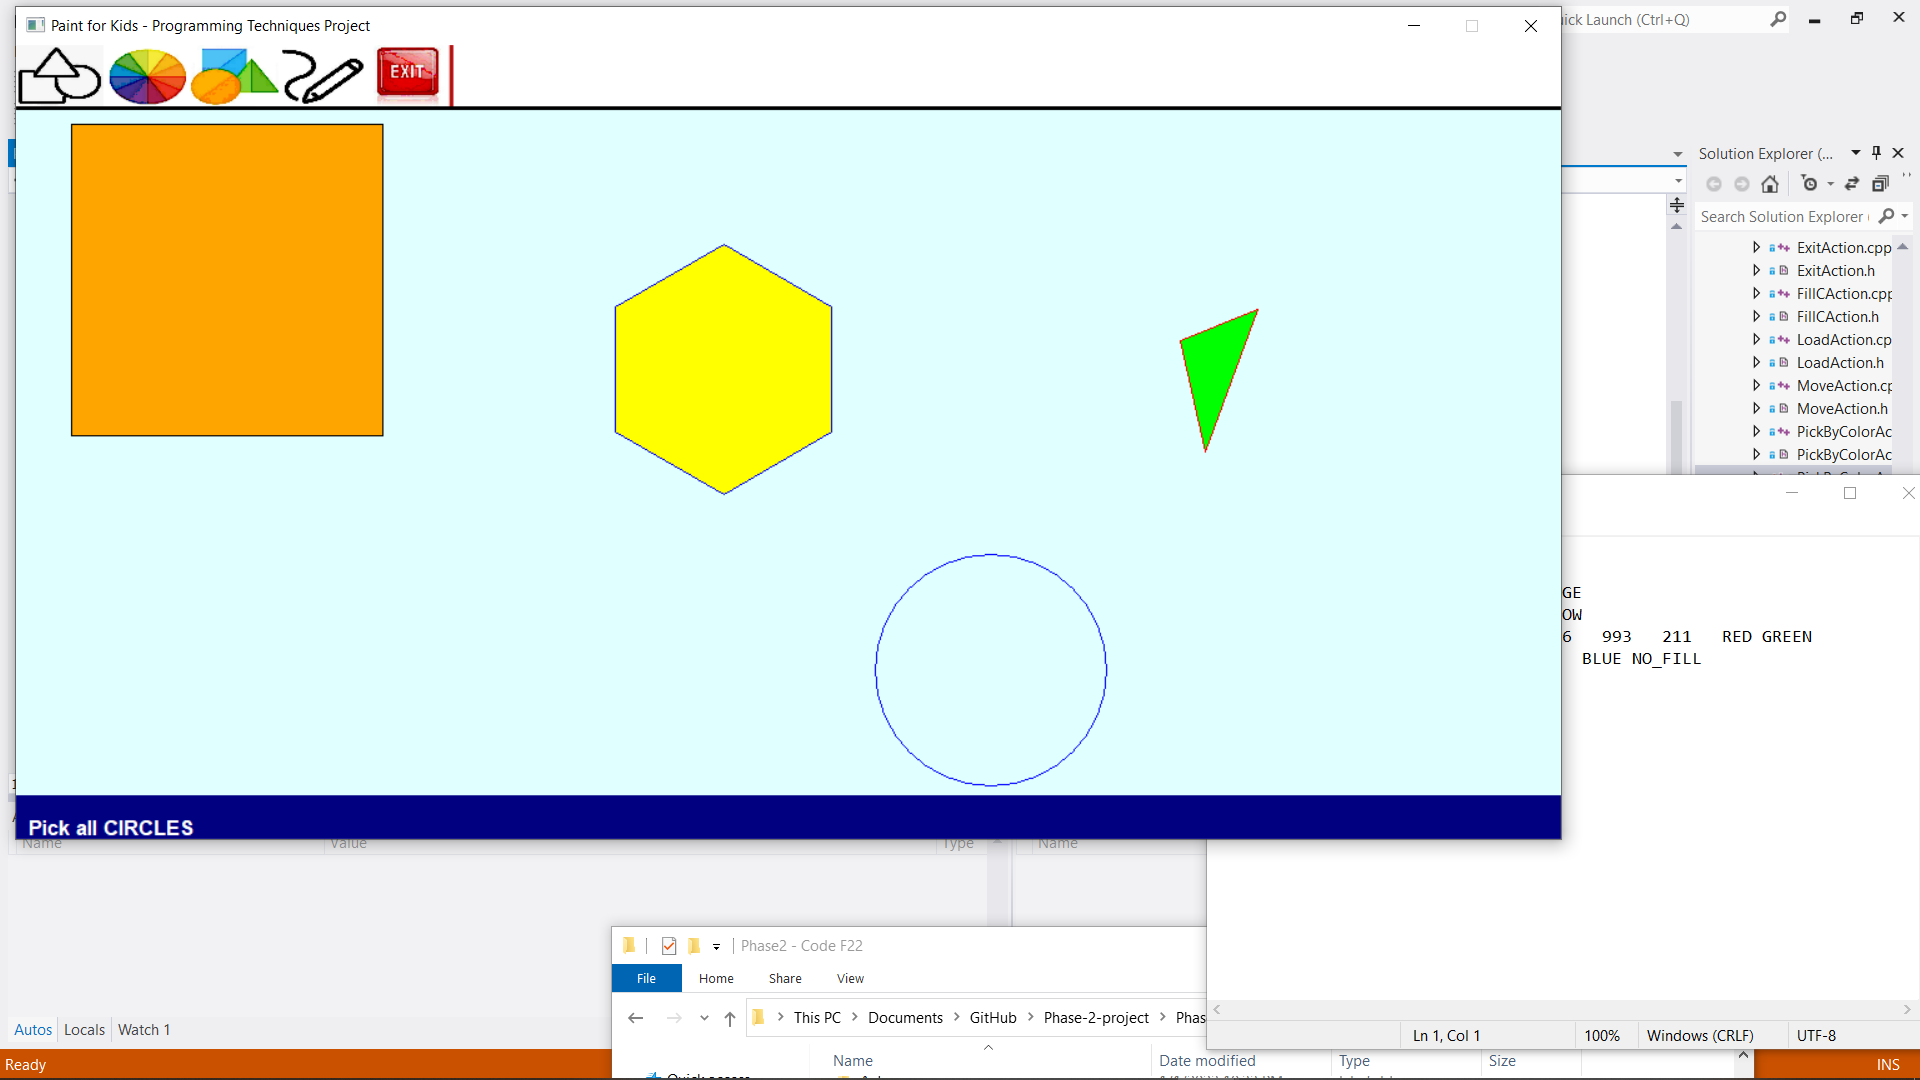 Paint for Kids - Programming Techniques Project
uick Launch (Ctrl+Q)
EXIT
Solution Explorer (...
Search Solution Explorer (
ExitAction.cpp
ExitAction.h
FillCAction.cpp
FillCAction.h
LoadAction.cp
LoadAction.h
MoveAction.cp
MoveAction.h
PickByColorAc
PickByColorAc
GE
OW
6 993 211 RED GREEN
BLUE NO_FILL
Pick all CIRCLES
Name Value Type Name
Phase2 - Code F22
File Home Share View
This PC > Documents > GitHub > Phase-2-project > Phas
Ln 1, Col 1 100% Windows (CRLF) UTF-8
Autos Locals Watch 1
Name Date modified Type Size
Ready INS